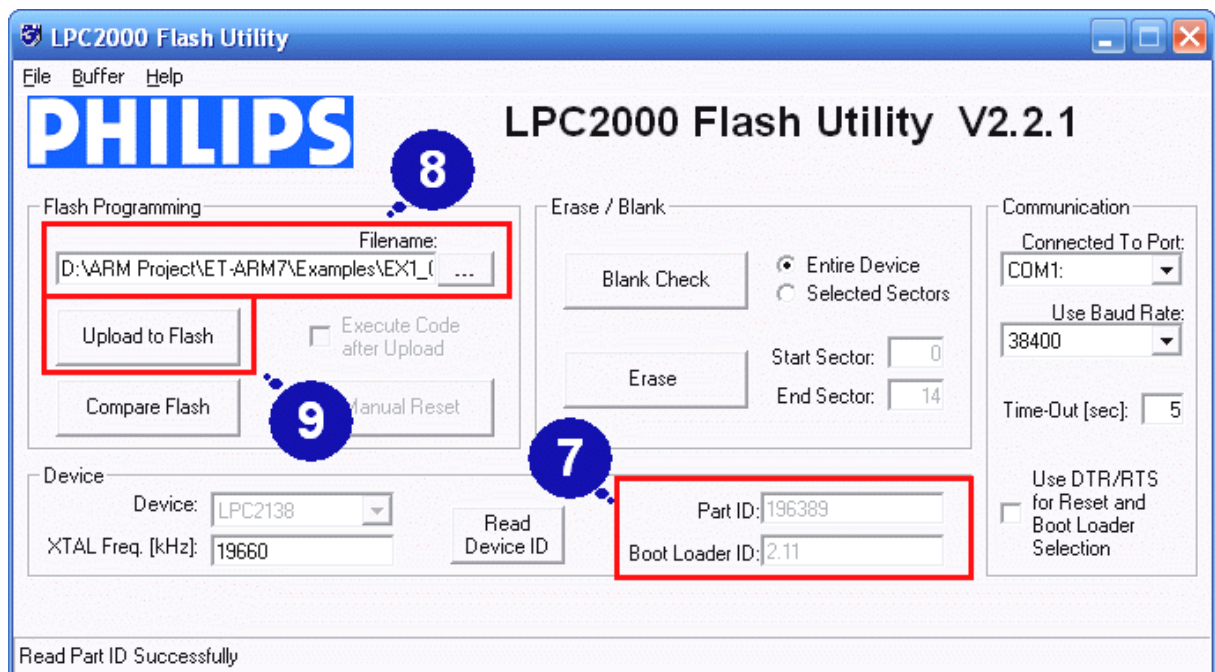 LPC2000 Flash Utility
File Buffer Help
PHILIPS
LPC2000 Flash Utility V2.2.1
8
Flash Programming
Filename:
D:\ARM Project\ET-ARM7\Examples\EX1_
...
Upload to Flash
Execute Code
after Upload
Compare Flash
Manual Reset
9
Erase / Blank
Blank Check
Entire Device
Selected Sectors
Erase
Start Sector: 0
End Sector: 14
Communication
Connected To Port:
COM1:
Use Baud Rate:
38400
Time-Out [sec]: 5
Use DTR/RTS
for Reset and
Boot Loader
Selection
7
Device
Device: LPC2138
XTAL Freq. [kHz]: 19660
Read
Device ID
Part ID: 196389
Boot Loader ID: 2.11
Read Part ID Successfully